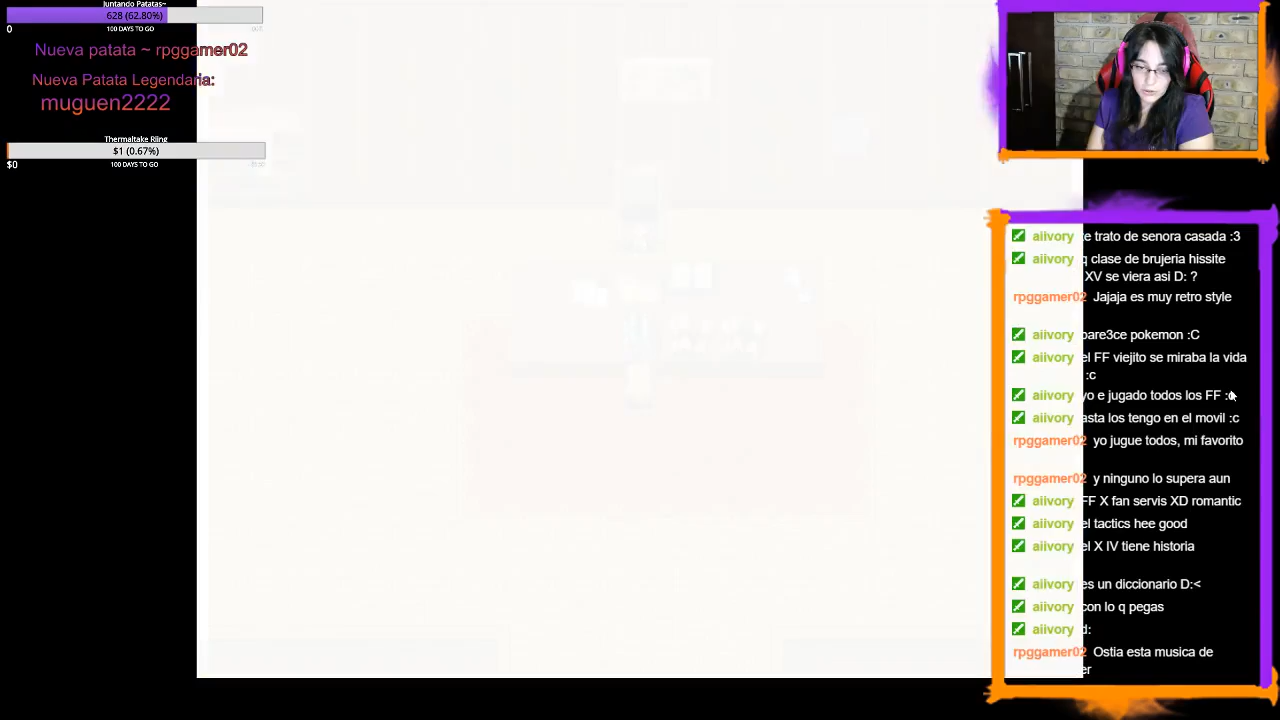 Juntando Patatas~
628 (62.80%)
0
100 DAYS TO GO
Nueva patata ~ rpggamer02
Nueva Patata Legendaria:
muguen2222
Thermaltake Riing
$1 (0.67%)
$0
100 DAYS TO GO
aiivory te trato de senora casada :3
aiivory q clase de brujeria hissite
XV se viera asi D: ?
rpggamer02 Jajaja es muy retro style
aiivory pare3ce pokemon :C
aiivory el FF viejito se miraba la vida
:c
aiivory yo e jugado todos los FF :c
aiivory asta los tengo en el movil :c
rpggamer02 yo jugue todos, mi favorito
rpggamer02 y ninguno lo supera aun
aiivory FF X fan servis XD romantic
aiivory el tactics hee good
aiivory el X IV tiene historia
aiivory es un diccionario D:<
aiivory con lo q pegas
aiivory d:
rpggamer02 Ostia esta musica de
er